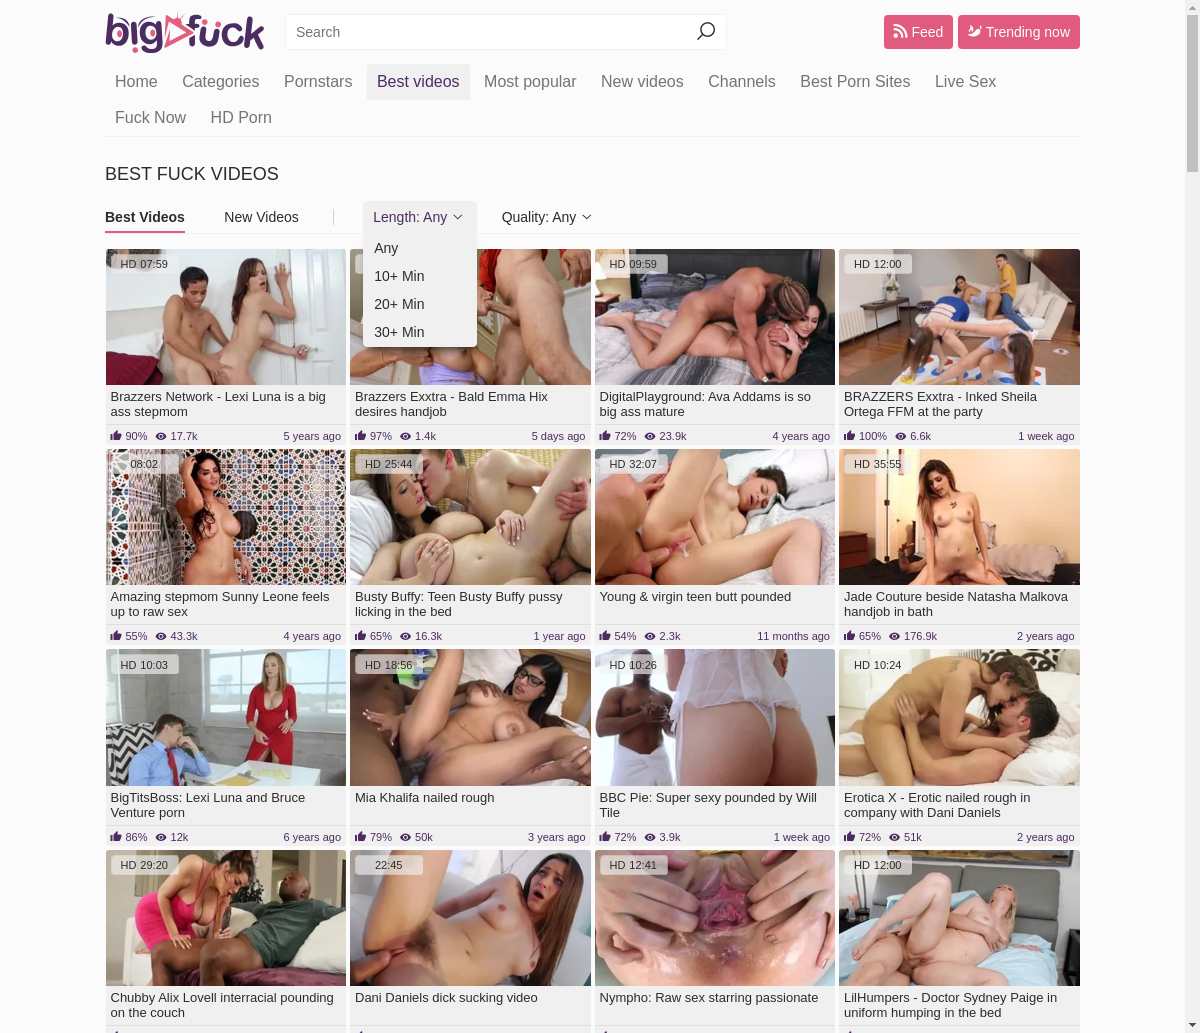 bigfuck
Search
Feed
Trending now
Home Categories Pornstars Best videos Most popular New videos Channels Best Porn Sites Live Sex
Fuck Now HD Porn
BEST FUCK VIDEOS
Best Videos New Videos Length: Any Quality: Any
Any
10+ Min
20+ Min
30+ Min
HD 07:59
HD 09:59
HD 12:00
Brazzers Network - Lexi Luna is a big
ass stepmom
90% 17.7k 5 years ago
Brazzers Exxtra - Bald Emma Hix
desires handjob
97% 1.4k 5 days ago
DigitalPlayground: Ava Addams is so
big ass mature
72% 23.9k 4 years ago
BRAZZERS Exxtra - Inked Sheila
Ortega FFM at the party
100% 6.6k 1 week ago
08:02
HD 25:44
HD 32:07
HD 35:55
Amazing stepmom Sunny Leone feels
up to raw sex
55% 43.3k 4 years ago
Busty Buffy: Teen Busty Buffy pussy
licking in the bed
65% 16.3k 1 year ago
Young & virgin teen butt pounded
54% 2.3k 11 months ago
Jade Couture beside Natasha Malkova
handjob in bath
65% 176.9k 2 years ago
HD 10:03
HD 18:56
HD 10:26
HD 10:24
BigTitsBoss: Lexi Luna and Bruce
Venture porn
86% 12k 6 years ago
Mia Khalifa nailed rough
79% 50k 3 years ago
BBC Pie: Super sexy pounded by Will
Tile
72% 3.9k 1 week ago
Erotica X - Erotic nailed rough in
company with Dani Daniels
72% 51k 2 years ago
HD 29:20
22:45
HD 12:41
HD 12:00
Chubby Alix Lovell interracial pounding
on the couch
Dani Daniels dick sucking video
Nympho: Raw sex starring passionate
LilHumpers - Doctor Sydney Paige in
uniform humping in the bed